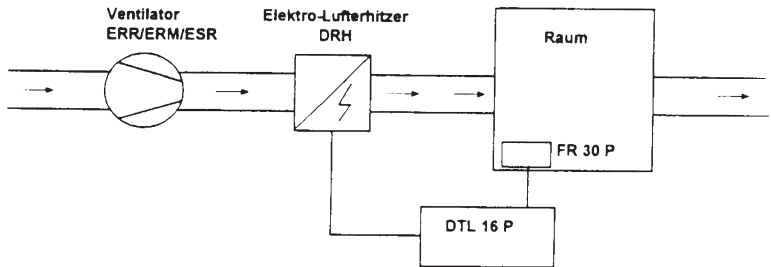 Ventilator
ERR/ERM/ESR
Elektro-Lufterhitzer
DRH
Raum
FR 30 P
DTL 16 P